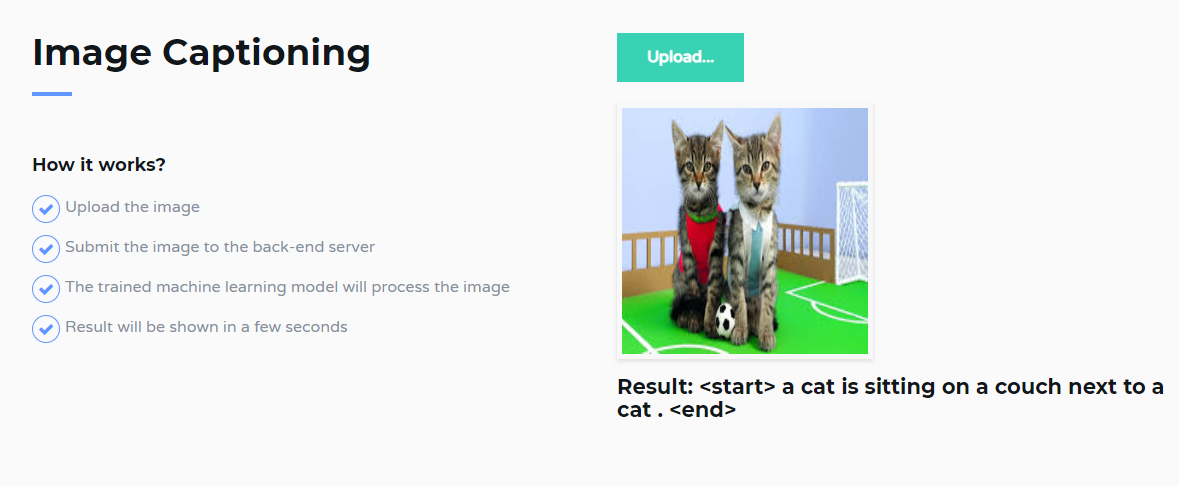 Image Captioning
How it works?
Upload the image
Submit the image to the back-end server
The trained machine learning model will process the image
Result will be shown in a few seconds
Upload...
Result: <start> a cat is sitting on a couch next to a
cat . <end>